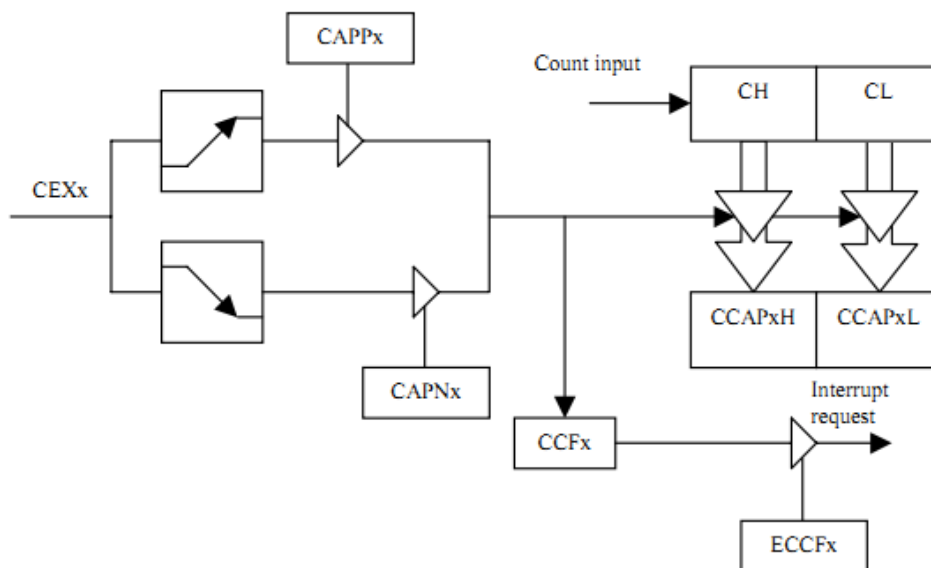 CAPPx
Count input
CH
CL
CEXx
CCAPxH
CCAPxL
CAPNx
Interrupt
request
CCFx
ECCFx